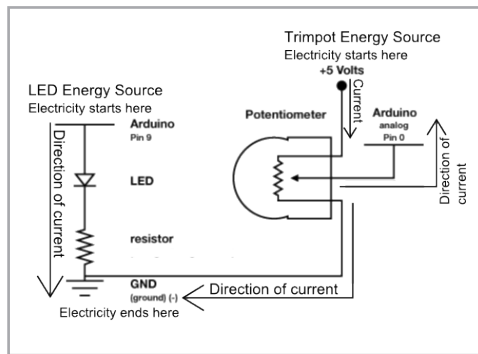 Trimpot Energy Source
Electricity starts here
+5 Volts
Current
LED Energy Source
Electricity starts here
Potentiometer
Arduino
analog
Pin 0
Arduino
Pin 9
Direction of current
LED
Direction of
current
resistor
GND
(ground) (-)
Direction of current
Electricity ends here